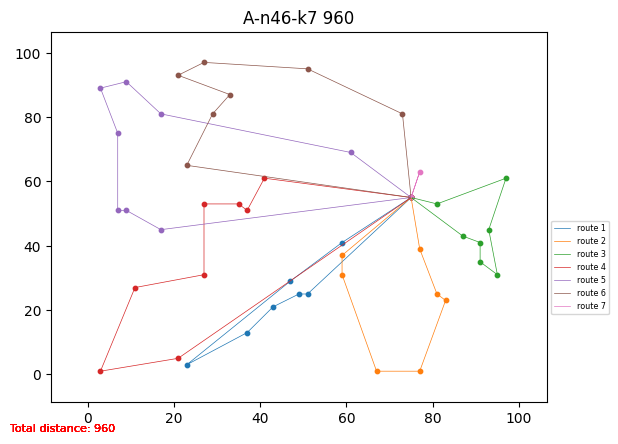 A-n46-k7 960
100
80
60
40
20
0
0 20 40 60 80 100
route 1
route 2
route 3
route 4
route 5
route 6
route 7
Total distance: 960